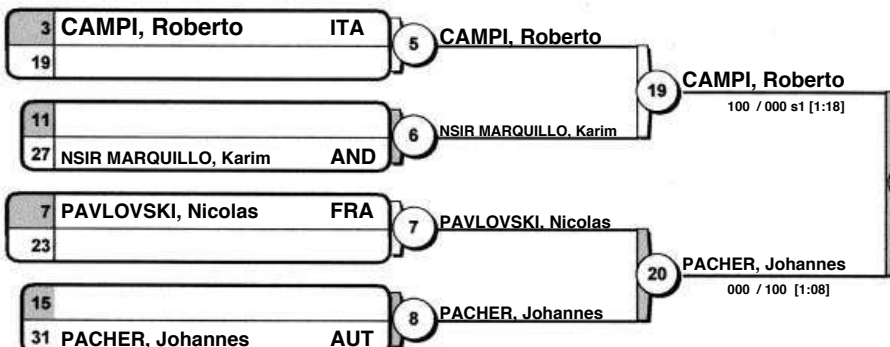 3 CAMPI, Roberto ITA
19
5 CAMPI, Roberto
11
27 NSIR MARQUILLO, Karim AND
6 NSIR MARQUILLO, Karim
19 CAMPI, Roberto
100 / 000 s1 [1:18]
7 PAVLOVSKI, Nicolas FRA
23
7 PAVLOVSKI, Nicolas
15
31 PACHER, Johannes AUT
8 PACHER, Johannes
20 PACHER, Johannes
000 / 100 [1:08]